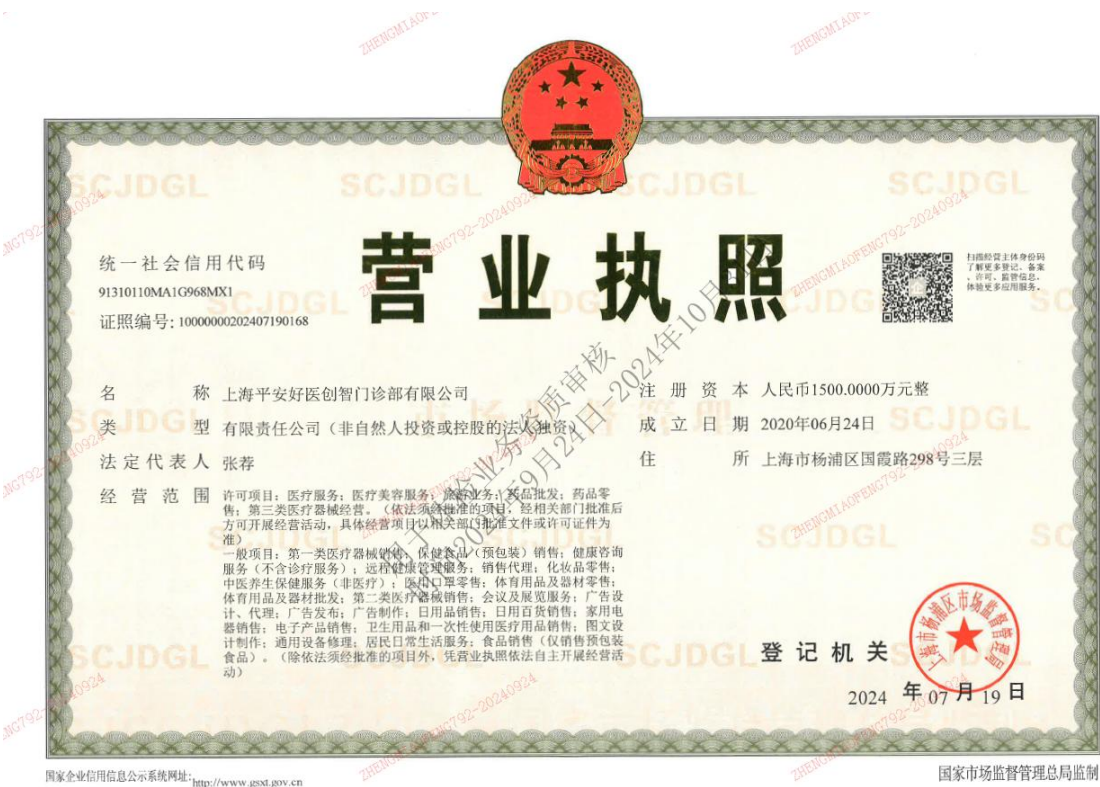 营业执照
统一社会信用代码
91310110MA1G968MX1
证照编号: 10000000202407190168
扫描经营主体身份码
了解更多登记、备案
、许可、监管信息,
体验更多应用服务。
名称 上海平安好医创智门诊部有限公司
类型 有限责任公司（非自然人投资或控股的法人独资）
法定代表人 张荐
经营范围 许可项目：医疗服务；医疗美容服务；旅游业务；药品批发；药品零
售；第三类医疗器械经营。（依法须经批准的项目，经相关部门批准后
方可开展经营活动，具体经营项目以相关部门批准文件或许可证件为
准）
一般项目：第一类医疗器械销售；保健食品（预包装）销售；健康咨询
服务（不含诊疗服务）；远程健康管理服务；销售代理；化妆品零售；
中医养生保健服务（非医疗）；医用口罩零售；体育用品及器材零售；
体育用品及器材批发；第二类医疗器械销售；会议及展览服务；广告设
计、代理；广告发布；广告制作；日用品销售；日用百货销售；家用电
器销售；电子产品销售；卫生用品和一次性使用医疗用品销售；图文设
计制作；通用设备修理；居民日常生活服务；食品销售（仅销售预包装
食品）。（除依法须经批准的项目外，凭营业执照依法自主开展经营活
动）
注册资本 人民币1500.0000万元整
成立日期 2020年06月24日
住所 上海市杨浦区国霞路298号三层
登记机关
上海市杨浦区市场监督管理局
2024 年 07 月 19 日
国家企业信用信息公示系统网址: http://www.gsxt.gov.cn
国家市场监督管理总局监制